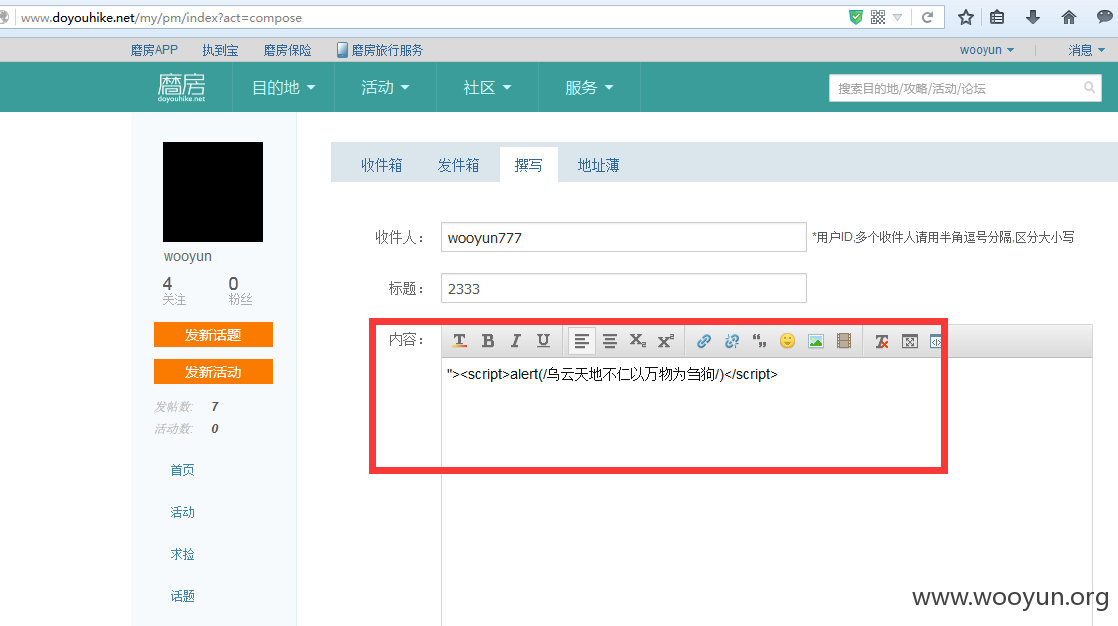 www.doyouhike.net/my/pm/index?act=compose
磨房APP 执到宝 磨房保险 磨房旅行服务 wooyun 消息
磨房 doyouhike.net 目的地 活动 社区 服务 搜索目的地/攻略/活动/论坛
收件箱 发件箱 撰写 地址薄
收件人： wooyun777 *用户ID,多个收件人请用半角逗号分隔,区分大小写
wooyun
4 0
关注 粉丝
标题： 2333
发新话题
内容：
发新活动
"><script>alert(/乌云天地不仁以万物为刍狗/)</script>
发帖数: 7
活动数: 0
首页
活动
求捡
话题
www.wooyun.org